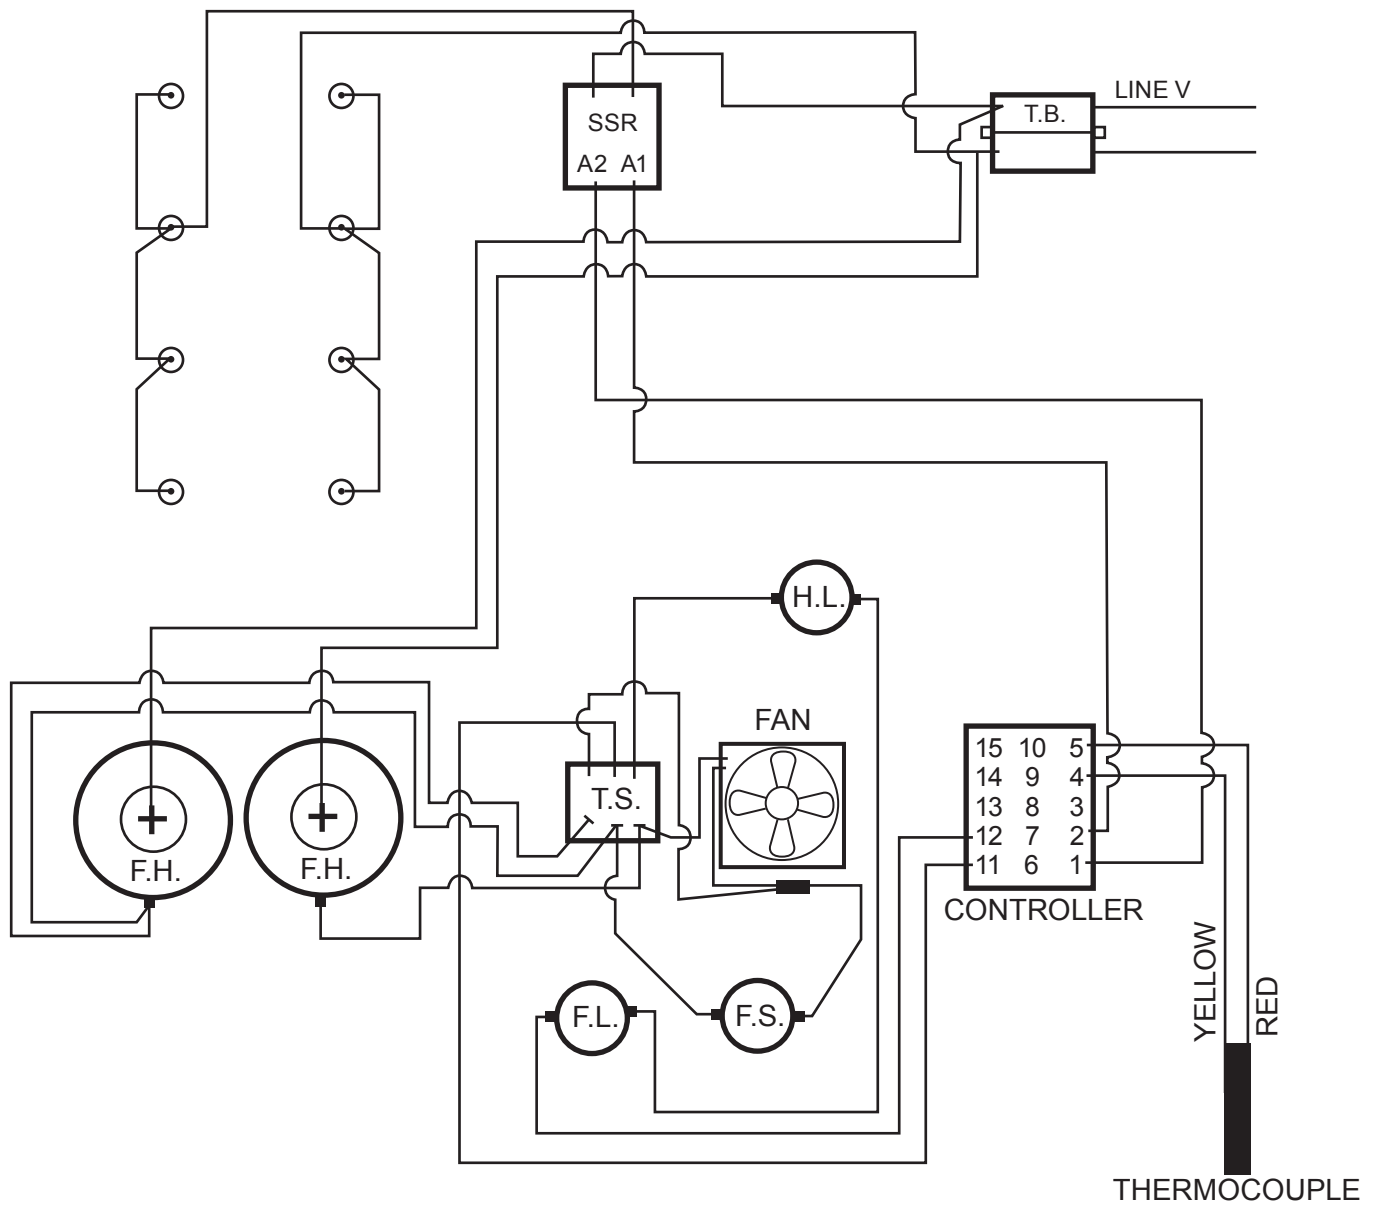 LINE V
T.B.
SSR
A2 A1
H.L.
FAN
T.S.
15 10 5
14 9 4
13 8 3
12 7 2
11 6 1
CONTROLLER
F.H.
F.H.
F.L.
F.S.
YELLOW
RED
THERMOCOUPLE